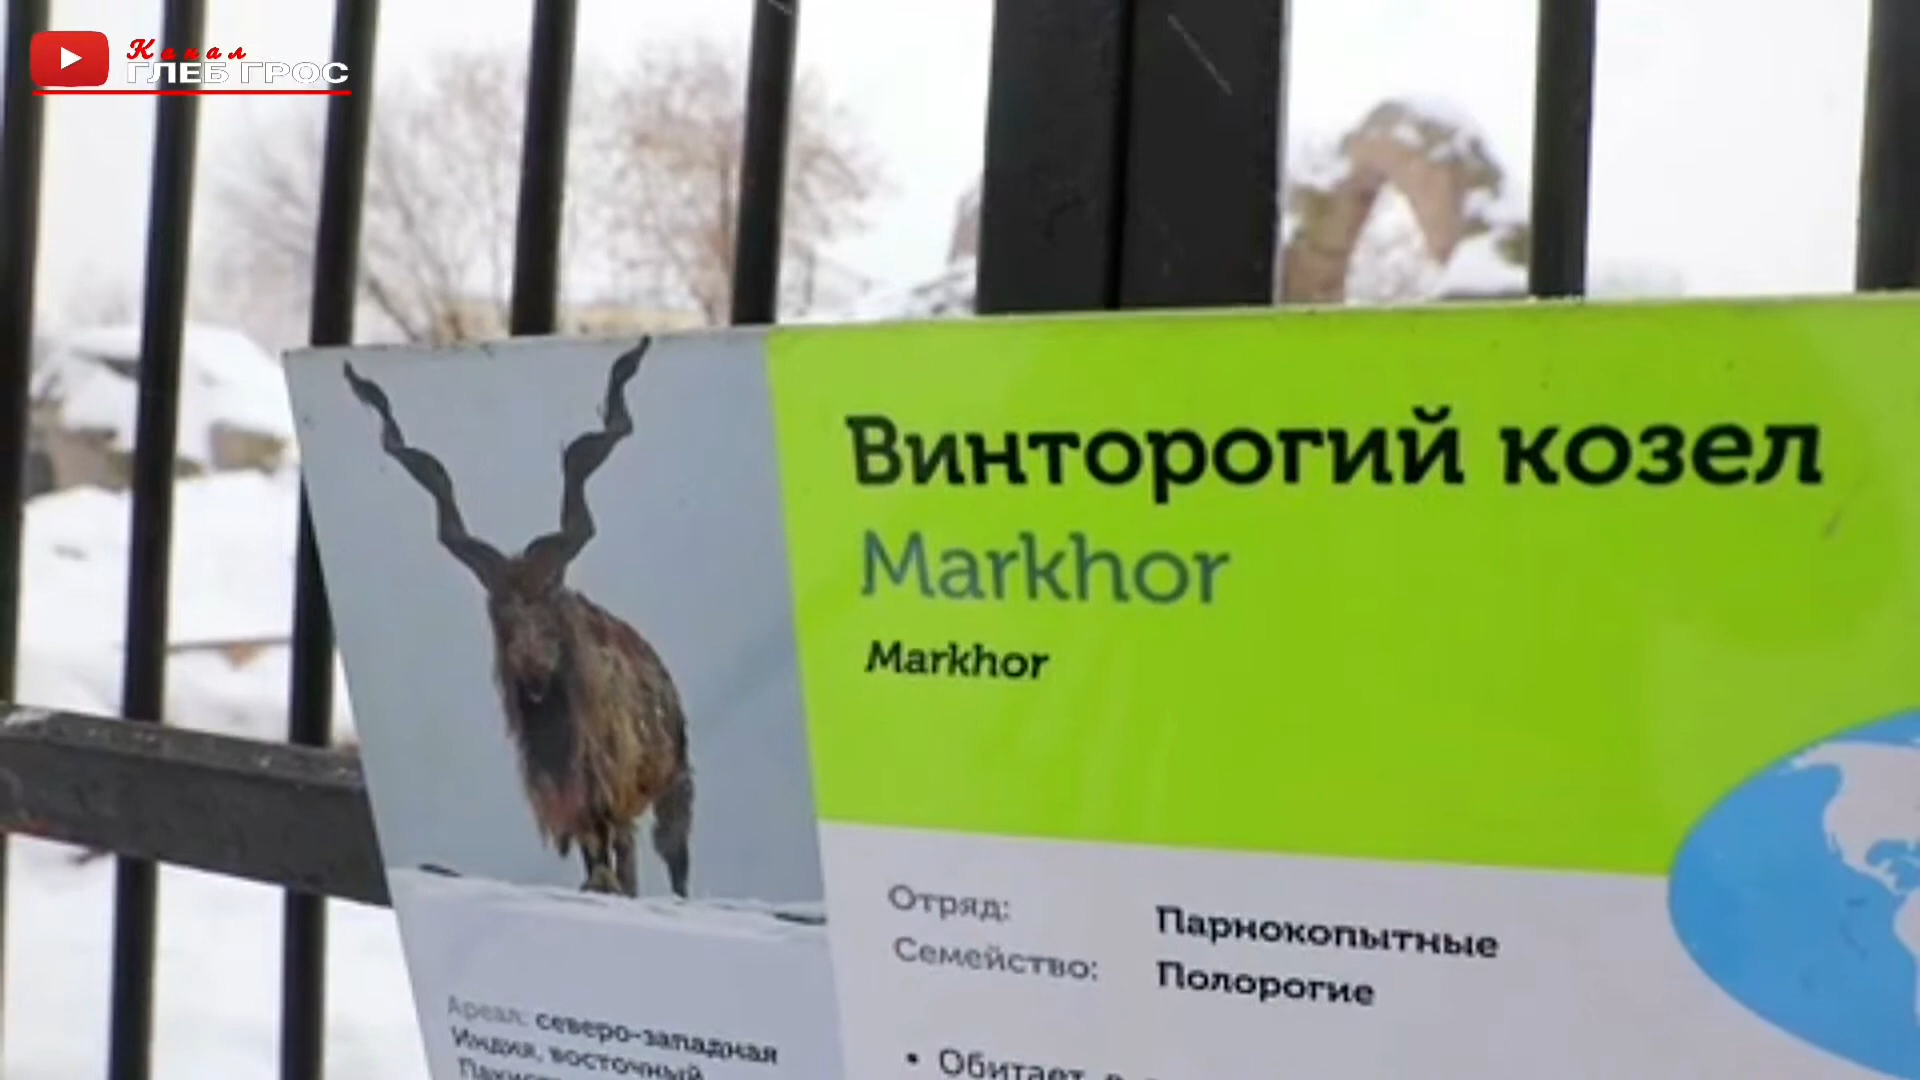 Канал
ГЛЕБ ГРОС
Винторогий козел
Markhor
Markhor
Отряд: Парнокопытные
Семейство: Полорогие
Ареал: северо-западная
Индия, восточный
• Обитает